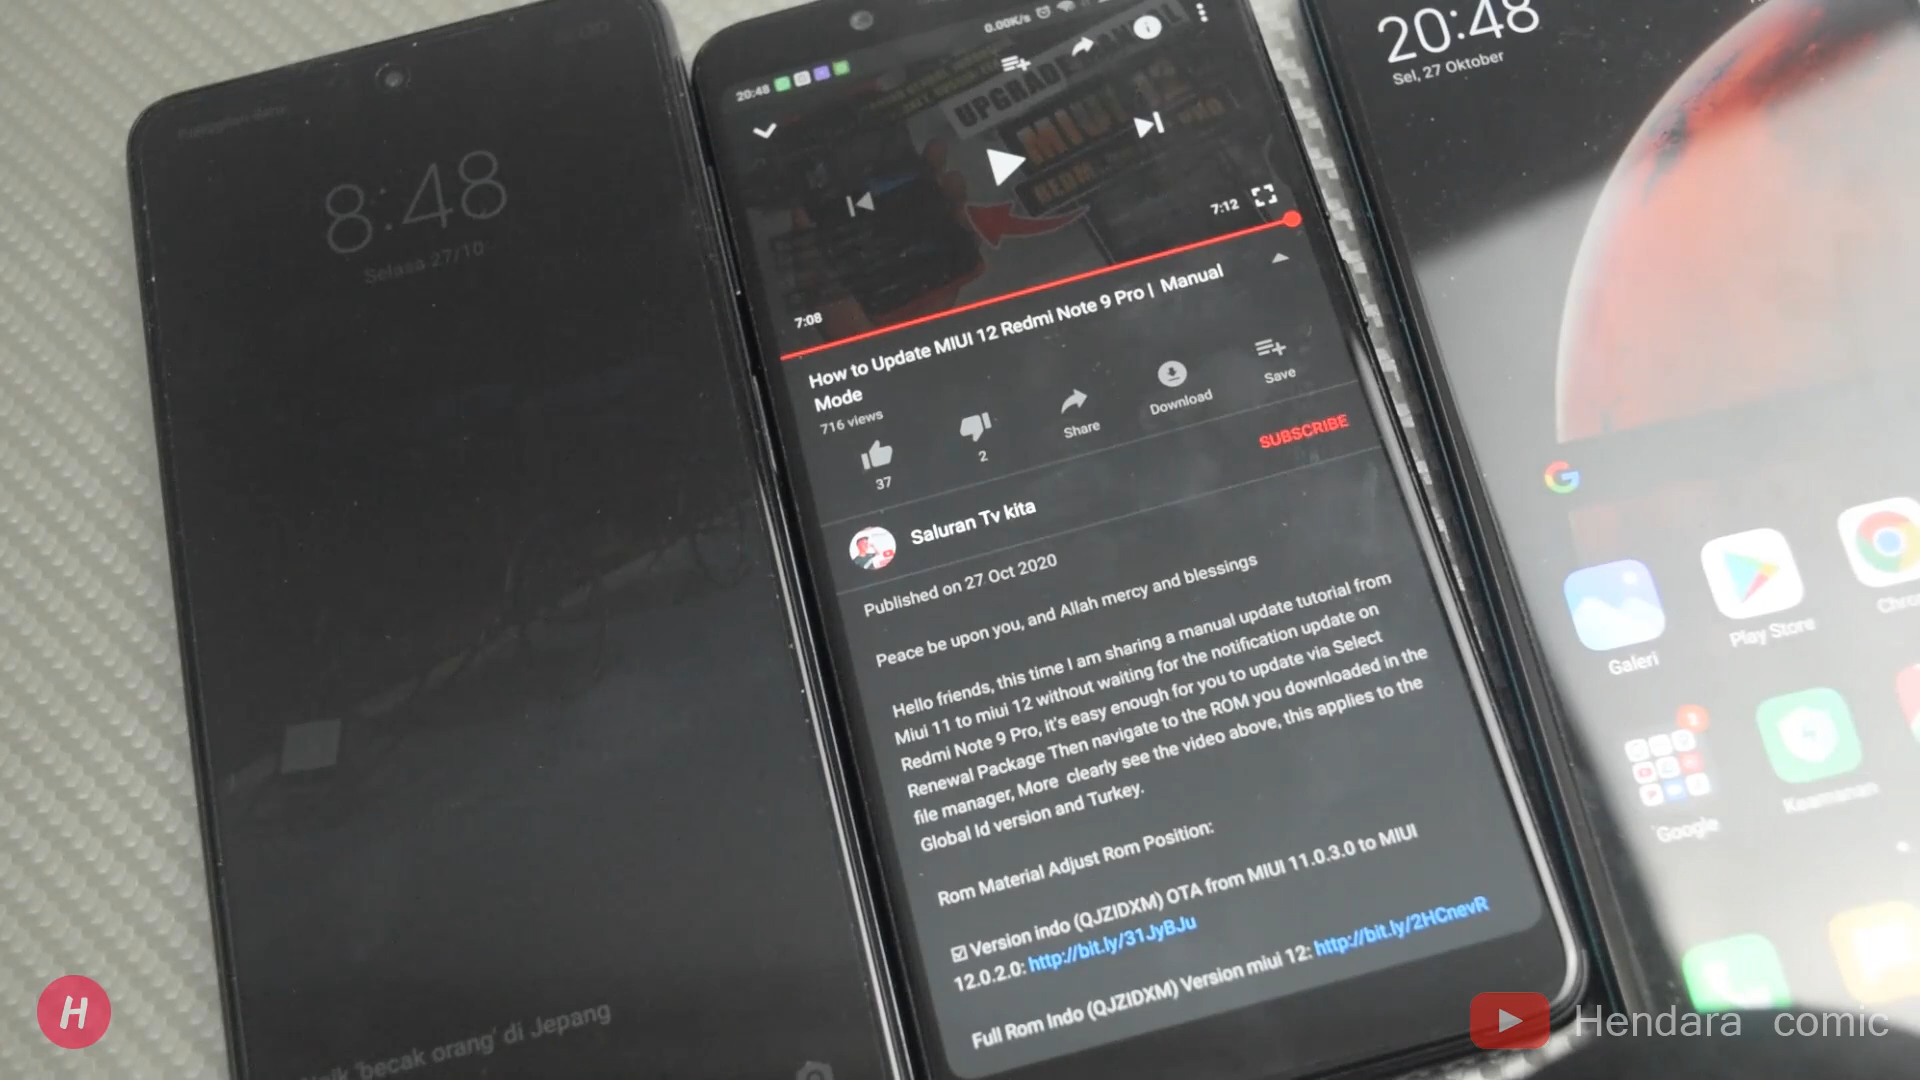 8:48
Selasa 27/10
'becak orang' di Jepang
20:48
0.00K/s
UPGRADE
MIUI 12
7:08
7:12
How to Update MIUI 12 Redmi Note 9 Pro | Manual
Mode
716 views
37
2
Share
Download
Save
Saluran Tv kita
SUBSCRIBE
Published on 27 Oct 2020
Peace be upon you, and Allah mercy and blessings
Hello friends, this time I am sharing a manual update tutorial from
Miui 11 to miui 12 without waiting for the notification update on
Redmi Note 9 Pro, it's easy enough for you to update via Select
Renewal Package Then navigate to the ROM you downloaded in the
file manager, More clearly see the video above, this applies to the
Global Id version and Turkey.
Rom Material Adjust Rom Position:
☑ Version indo (QJZIDXM) OTA from MIUI 11.0.3.0 to MIUI
12.0.2.0: http://bit.ly/31JyBJu
Full Rom Indo (QJZIDXM) Version miui 12: http://bit.ly/2HCnevR
20:48
Sel, 27 Oktober
Galeri
Play Store
Google
Keamanan
H
Hendara comic